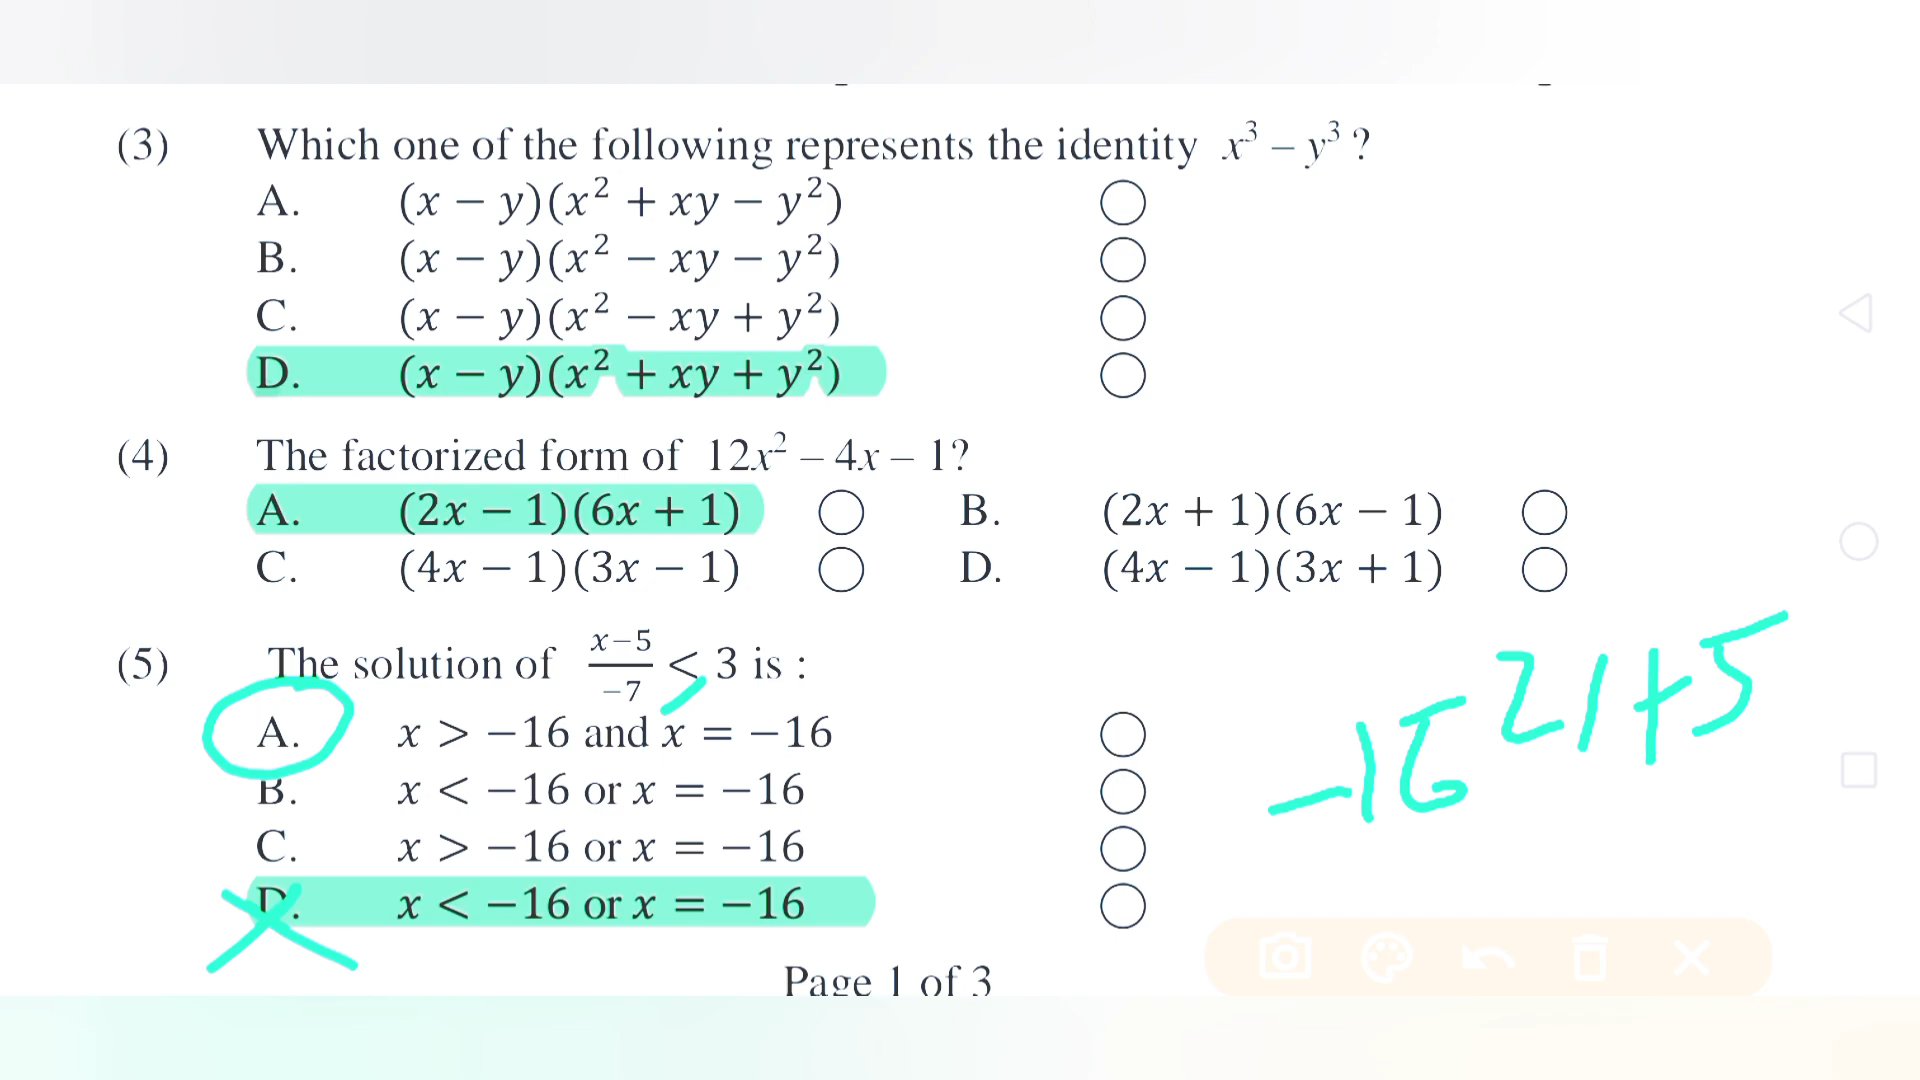 (3) Which one of the following represents the identity x³ – y³ ?
A. (x − y)(x² + xy − y²)
B. (x − y)(x² − xy − y²)
C. (x − y)(x² − xy + y²)
D. (x − y)(x² + xy + y²)
(4) The factorized form of 12x² – 4x – 1?
A. (2x − 1)(6x + 1) B. (2x + 1)(6x − 1)
C. (4x − 1)(3x − 1) D. (4x − 1)(3x + 1)
(5) The solution of (x−5)/(−7) < 3 is :
A. x > −16 and x = −16
B. x < −16 or x = −16
C. x > −16 or x = −16
D. x < −16 or x = −16
21+5
-16
Page 1 of 3